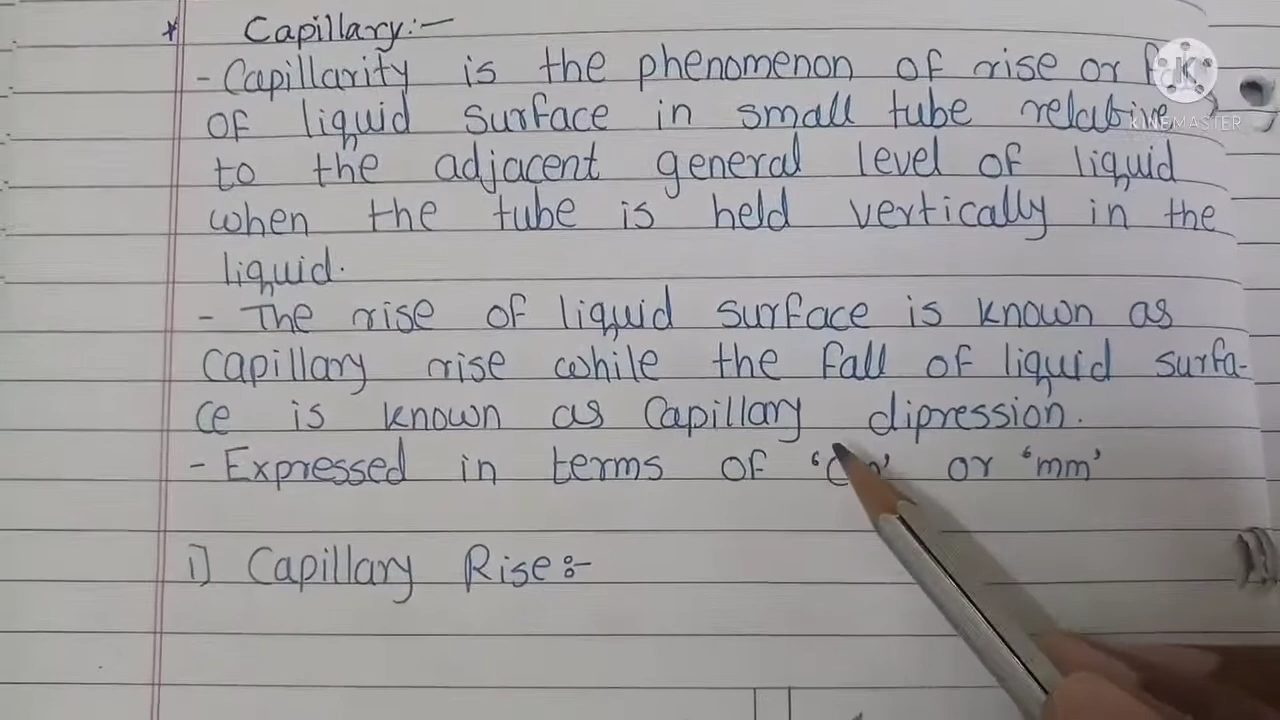 * Capillary:-
- Capillarity is the phenomenon of rise or
of liquid surface in small tube relative
to the adjacent general level of liquid
when the tube is held vertically in the
liquid.
- The rise of liquid surface is known as
capillary rise while the fall of liquid surfa-
ce is known as Capillary dipression.
- Expressed in terms of or 'mm'
i) Capillary Rise:-
K
KINEMASTER